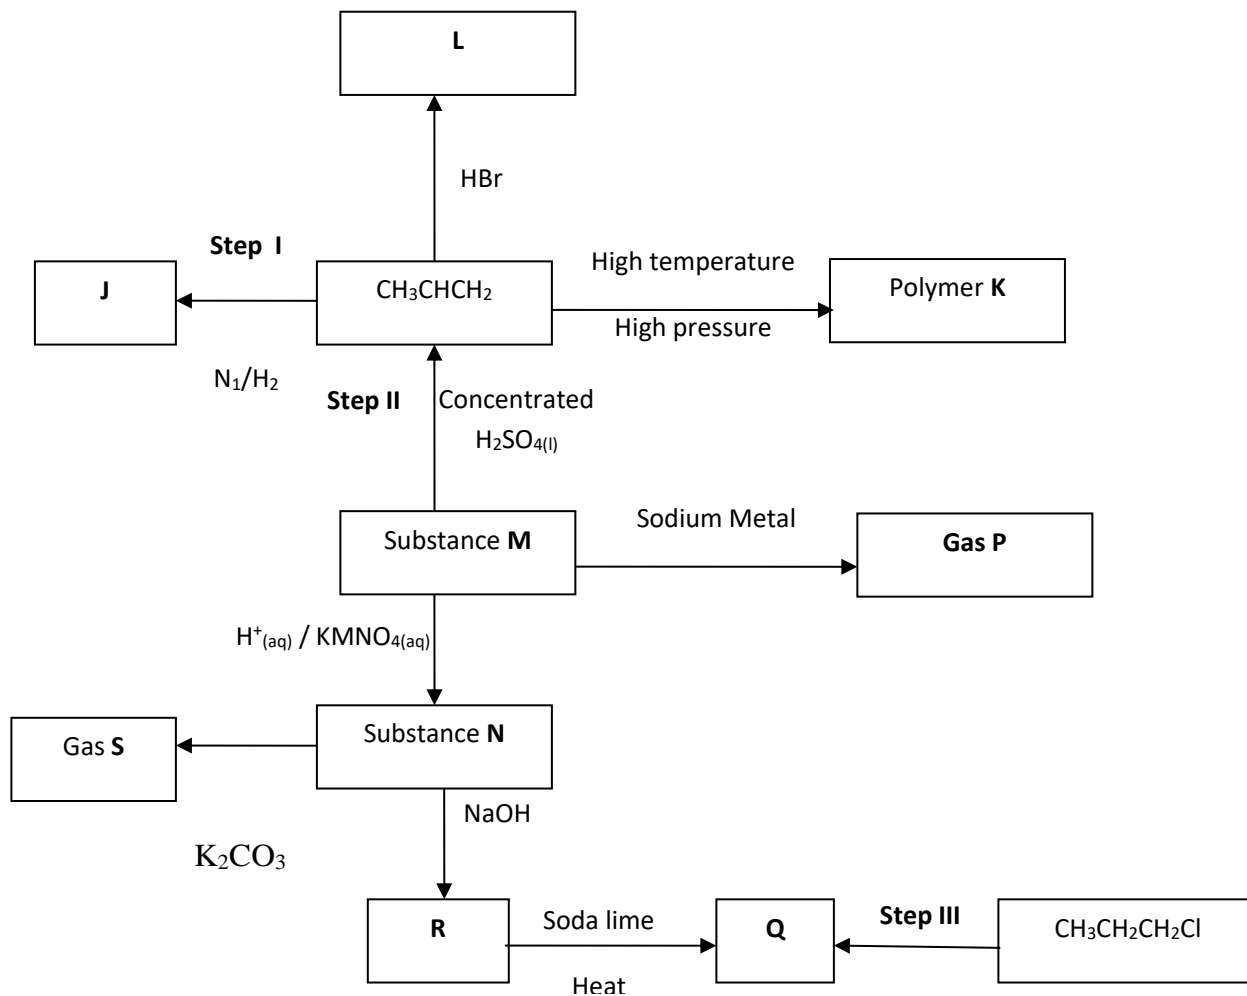 L
HBr
Step I
J
CH₃CHCH₂
High temperature
High pressure
Polymer K
N₁/H₂
Step II
Concentrated
H₂SO₄₍ₗ₎
Substance M
Sodium Metal
Gas P
H⁺(aq) / KMNO₄(aq)
Gas S
Substance N
NaOH
K₂CO₃
R
Soda lime
Heat
Q
Step III
CH₃CH₂CH₂Cl